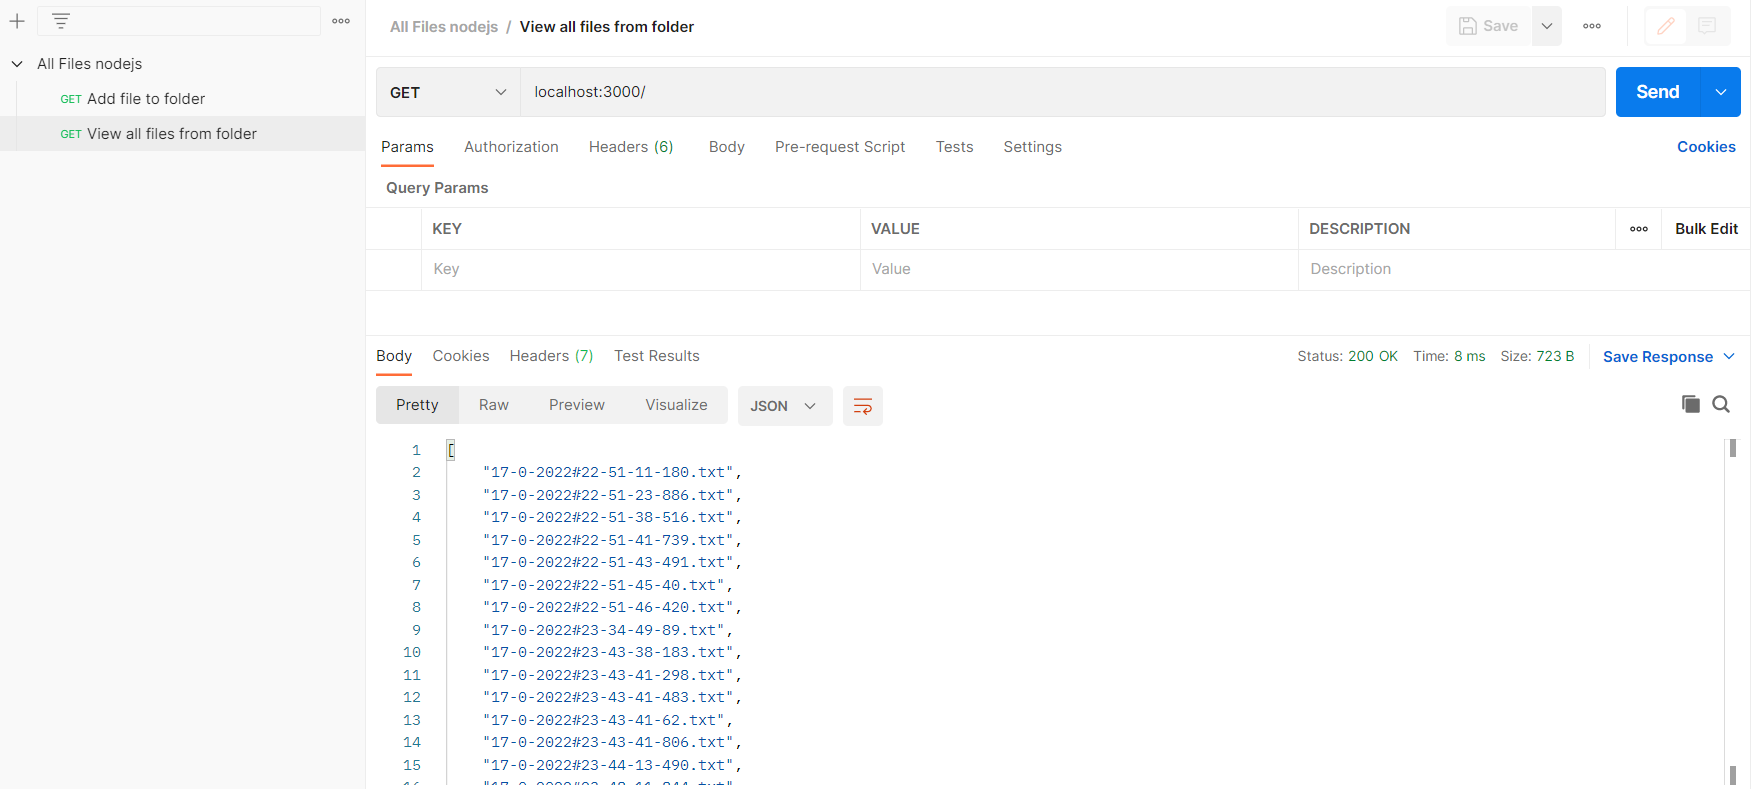 All Files nodejs
GET Add file to folder
GET View all files from folder
All Files nodejs / View all files from folder
Save
GET
localhost:3000/
Send
Params Authorization Headers (6) Body Pre-request Script Tests Settings Cookies
Query Params
KEY VALUE DESCRIPTION Bulk Edit
Key Value Description
Body Cookies Headers (7) Test Results Status: 200 OK Time: 8 ms Size: 723 B Save Response
Pretty Raw Preview Visualize JSON
1 [
2 "17-0-2022#22-51-11-180.txt",
3 "17-0-2022#22-51-23-886.txt",
4 "17-0-2022#22-51-38-516.txt",
5 "17-0-2022#22-51-41-739.txt",
6 "17-0-2022#22-51-43-491.txt",
7 "17-0-2022#22-51-45-40.txt",
8 "17-0-2022#22-51-46-420.txt",
9 "17-0-2022#23-34-49-89.txt",
10 "17-0-2022#23-43-38-183.txt",
11 "17-0-2022#23-43-41-298.txt",
12 "17-0-2022#23-43-41-483.txt",
13 "17-0-2022#23-43-41-62.txt",
14 "17-0-2022#23-43-41-806.txt",
15 "17-0-2022#23-44-13-490.txt",